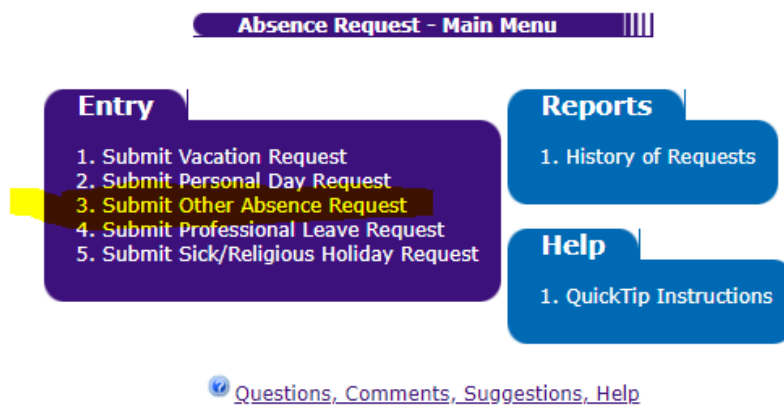 Absence Request - Main Menu
Entry
1. Submit Vacation Request
2. Submit Personal Day Request
3. Submit Other Absence Request
4. Submit Professional Leave Request
5. Submit Sick/Religious Holiday Request
Reports
1. History of Requests
Help
1. QuickTip Instructions
Questions, Comments, Suggestions, Help